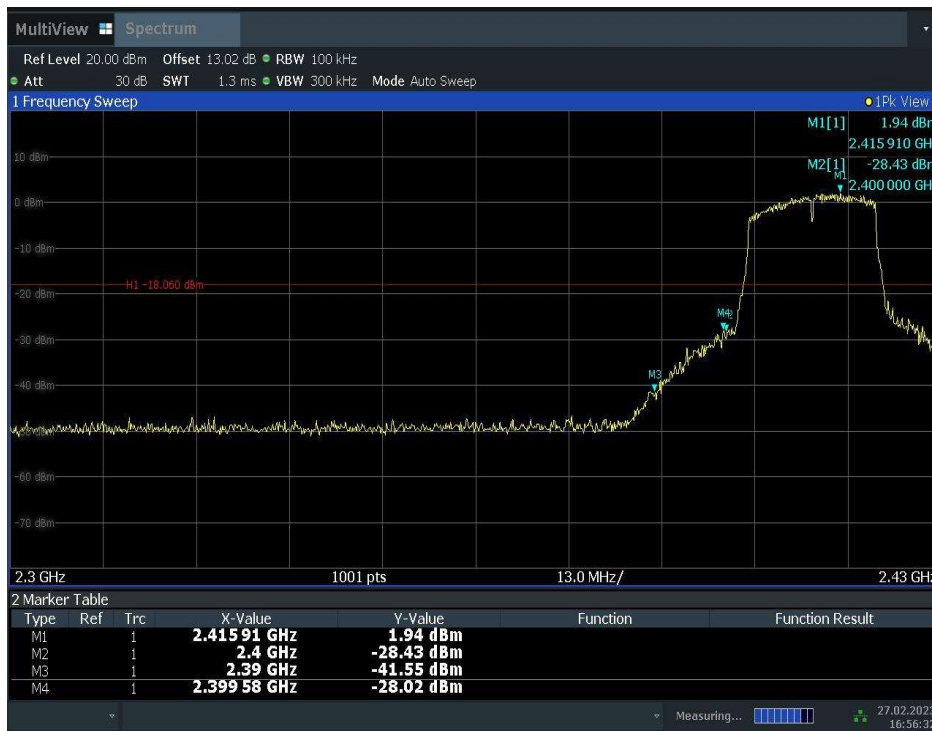 MultiView Spectrum
Ref Level 20.00 dBm Offset 13.02 dB RBW 100 kHz
Att 30 dB SWT 1.3 ms VBW 300 kHz Mode Auto Sweep
1 Frequency Sweep 1Pk View
M1[1] 1.94 dBm
2.415 910 GH
M2[1] -28.43 dBm
M1
2.400 000 GH
10 dBm
0 dBm
-10 dBm
H1 -18.060 dBm
-20 dBm
M4
-30 dBm
M3
-40 dBm
-60 dBm
-70 dBm
2.3 GHz 1001 pts 13.0 MHz/ 2.43 GHz
2 Marker Table
Type Ref Trc X-Value Y-Value Function Function Result
M1 1 2.415 91 GHz 1.94 dBm
M2 1 2.4 GHz -28.43 dBm
M3 1 2.39 GHz -41.55 dBm
M4 1 2.399 58 GHz -28.02 dBm
Measuring... 27.02.2023
16:56:32